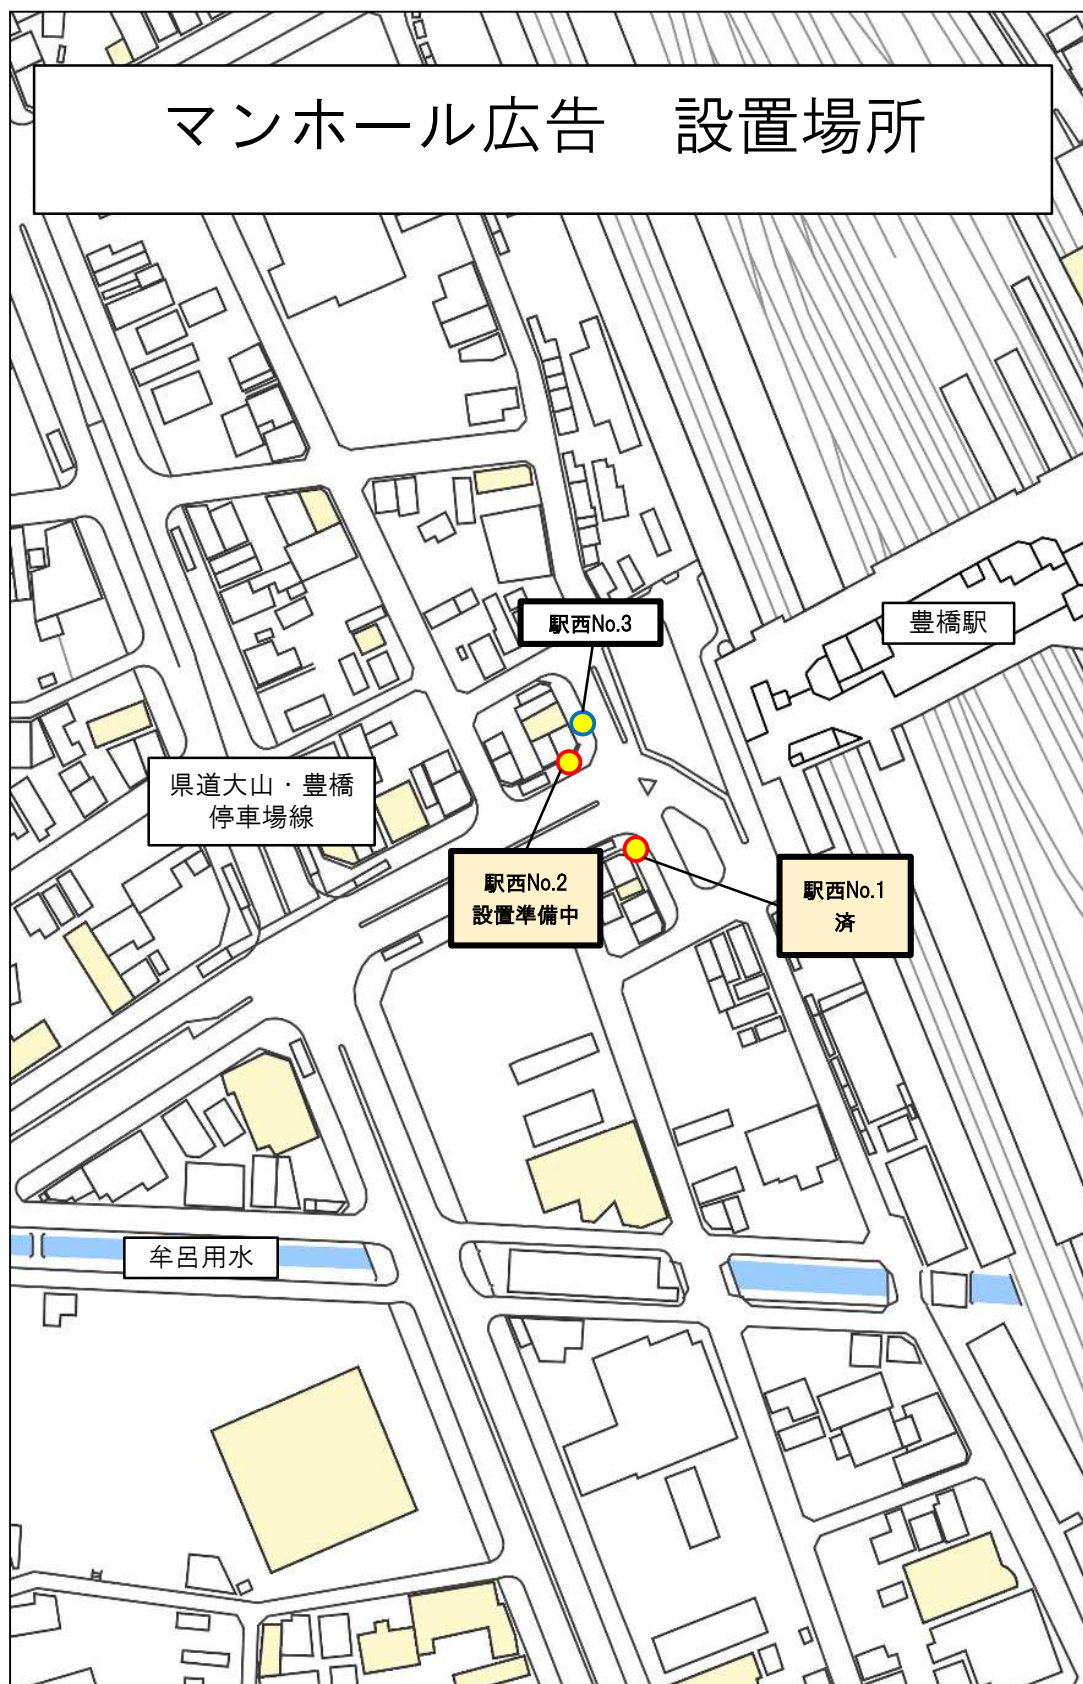 マンホール広告　設置場所
駅西No.3
豊橋駅
県道大山・豊橋
停車場線
駅西No.2
設置準備中
駅西No.1
済
牟呂用水